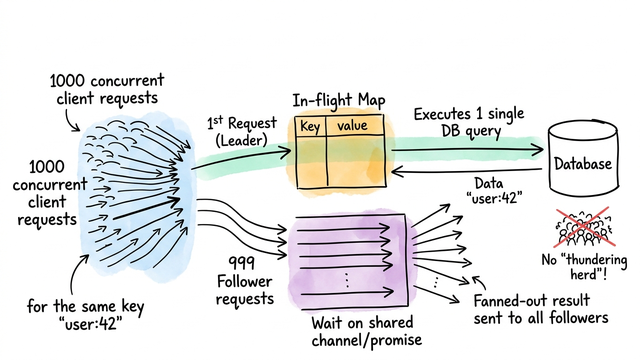 1000 concurrent
client requests
1000
concurrent
client
requests
for the same key
"user:42"
1st Request
(Leader)
999
Follower
requests
In-flight Map
Key value
Executes 1 single
DB query
Data
"user:42"
Database
No "thundering
herd"!
Wait on shared
channel/promise
Fanned-out result
sent to all followers